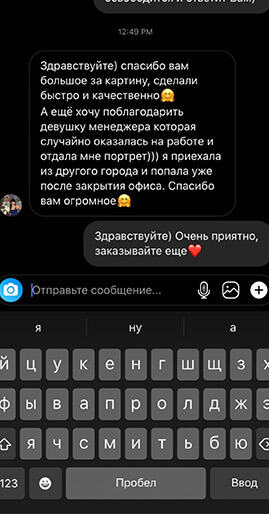 освободится и ответит Вам)
12:49 PM
Здравствуйте) спасибо вам
большое за картину, сделали
быстро и качественно🤗
А ещё хочу поблагодарить
девушку менеджера которая
случайно оказалась на работе и
отдала мне портрет))) я приехала
из другого города и попала уже
после закрытия офиса. Спасибо
вам огромное🤗
Здравствуйте) Очень приятно,
заказывайте еще❤️
Отправьте сообщение...
я ну а
й ц у к е н г ш щ з х
ф ы в а п р о л д ж э
я ч с м и т ь б ю
123 Пробел Ввод